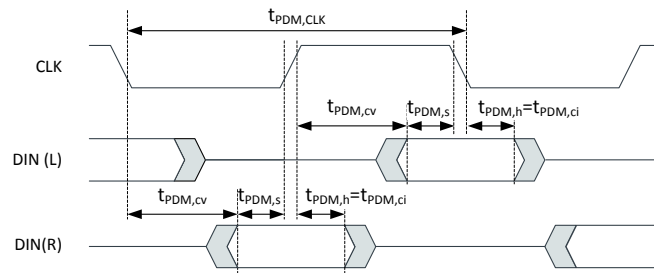 tPDM,CLK
CLK
tPDM,cv tPDM,s tPDM,h=tPDM,ci
DIN (L)
tPDM,cv tPDM,s tPDM,h=tPDM,ci
DIN(R)